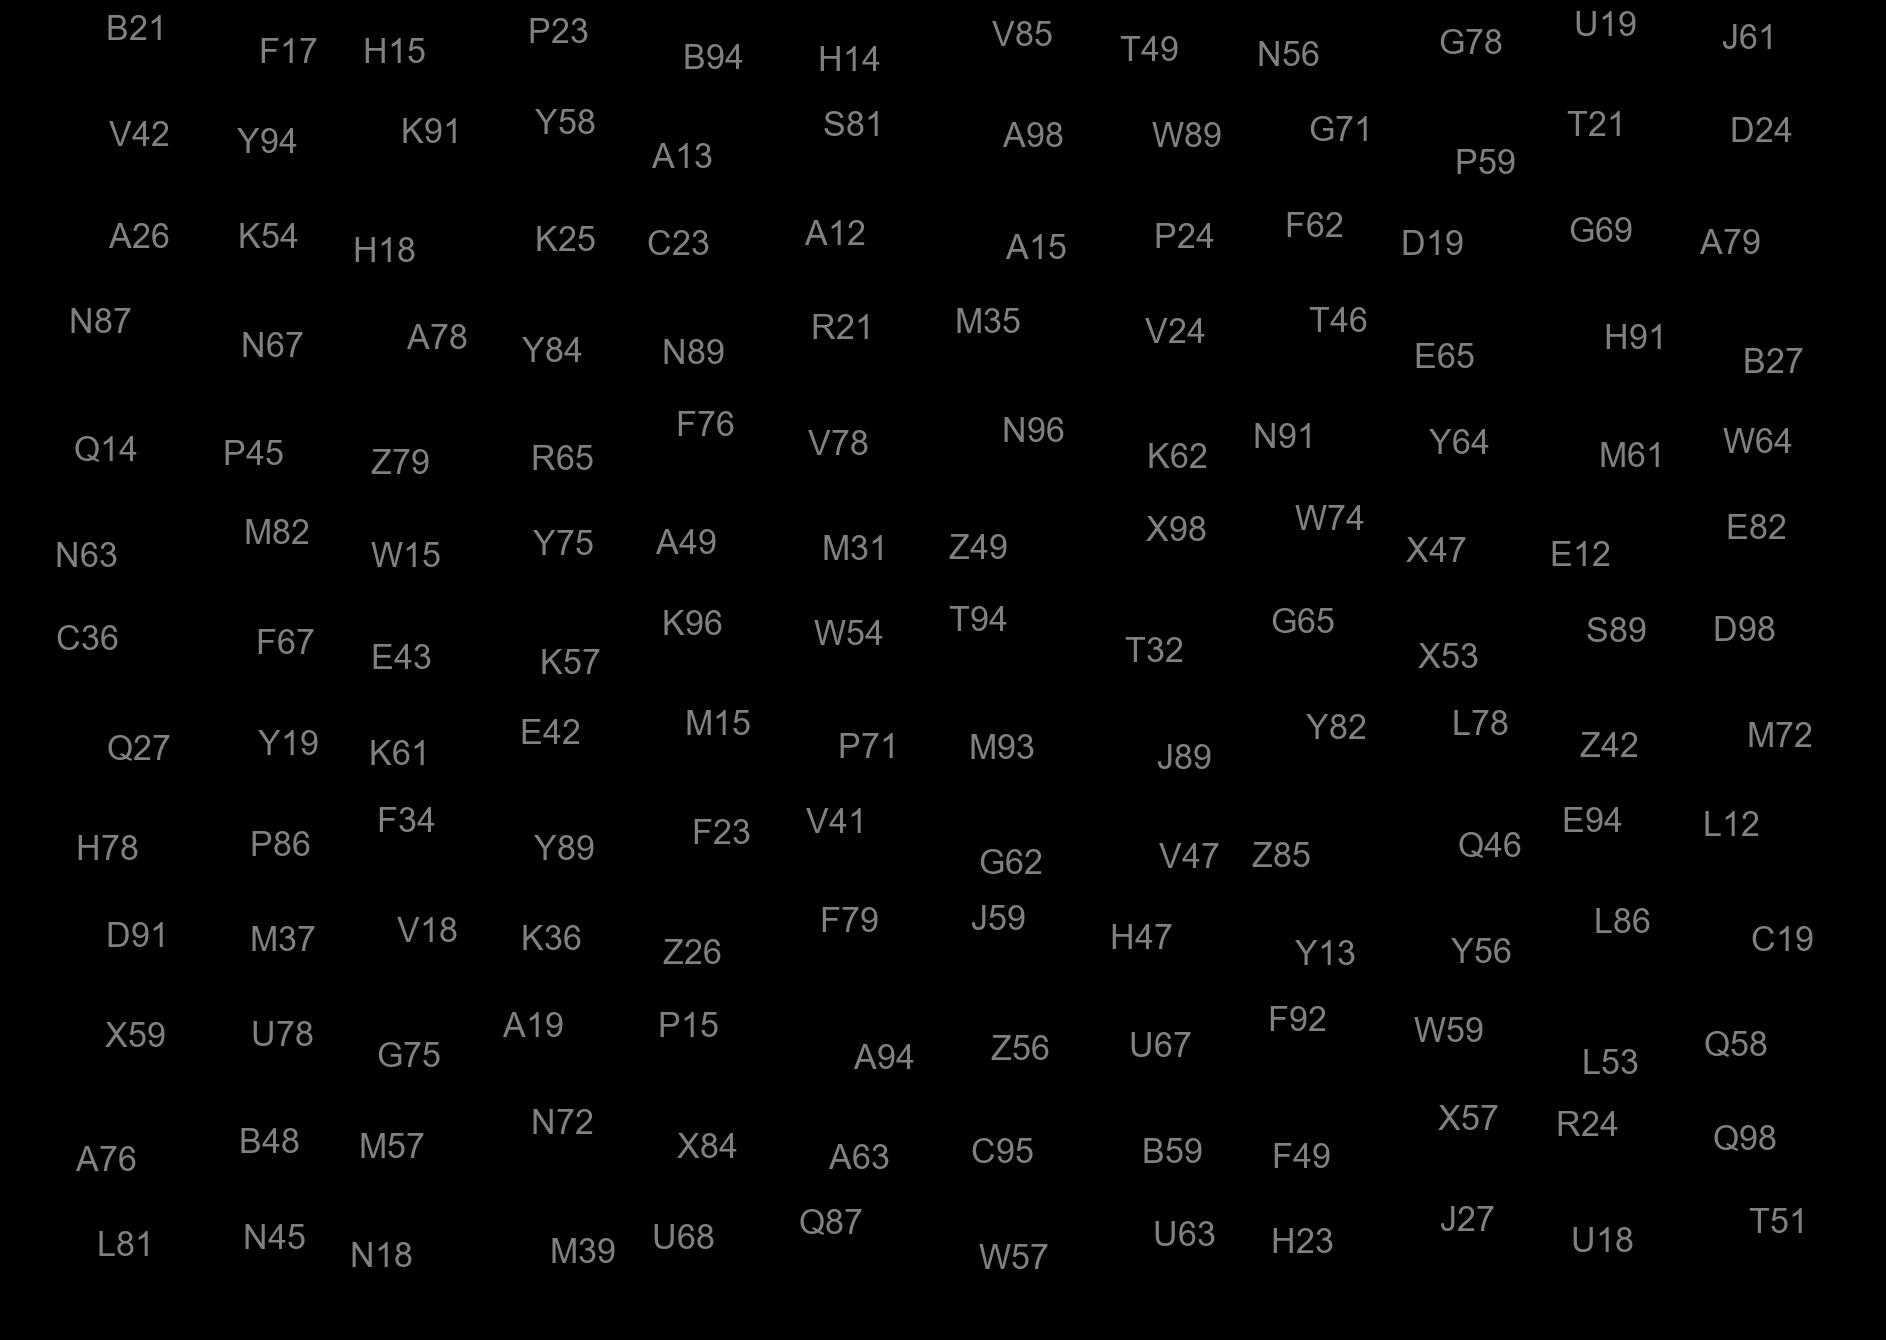 B21 F17 H15 P23 B94 H14 V85 T49 N56 G78 U19 J61
V42 Y94 K91 Y58 A13 S81 A98 W89 G71 P59 T21 D24
A26 K54 H18 K25 C23 A12 A15 P24 F62 D19 G69 A79
N87 N67 A78 Y84 N89 R21 M35 V24 T46 E65 H91 B27
Q14 P45 Z79 R65 F76 V78 N96 K62 N91 Y64 M61 W64
N63 M82 W15 Y75 A49 M31 Z49 X98 W74 X47 E12 E82
C36 F67 E43 K57 K96 W54 T94 T32 G65 X53 S89 D98
Q27 Y19 K61 E42 M15 P71 M93 J89 Y82 L78 Z42 M72
H78 P86 F34 Y89 F23 V41 G62 V47 Z85 Q46 E94 L12
D91 M37 V18 K36 Z26 F79 J59 H47 Y13 Y56 L86 C19
X59 U78 G75 A19 P15 A94 Z56 U67 F92 W59 L53 Q58
A76 B48 M57 N72 X84 A63 C95 B59 F49 X57 R24 Q98
L81 N45 N18 M39 U68 Q87 W57 U63 H23 J27 U18 T51